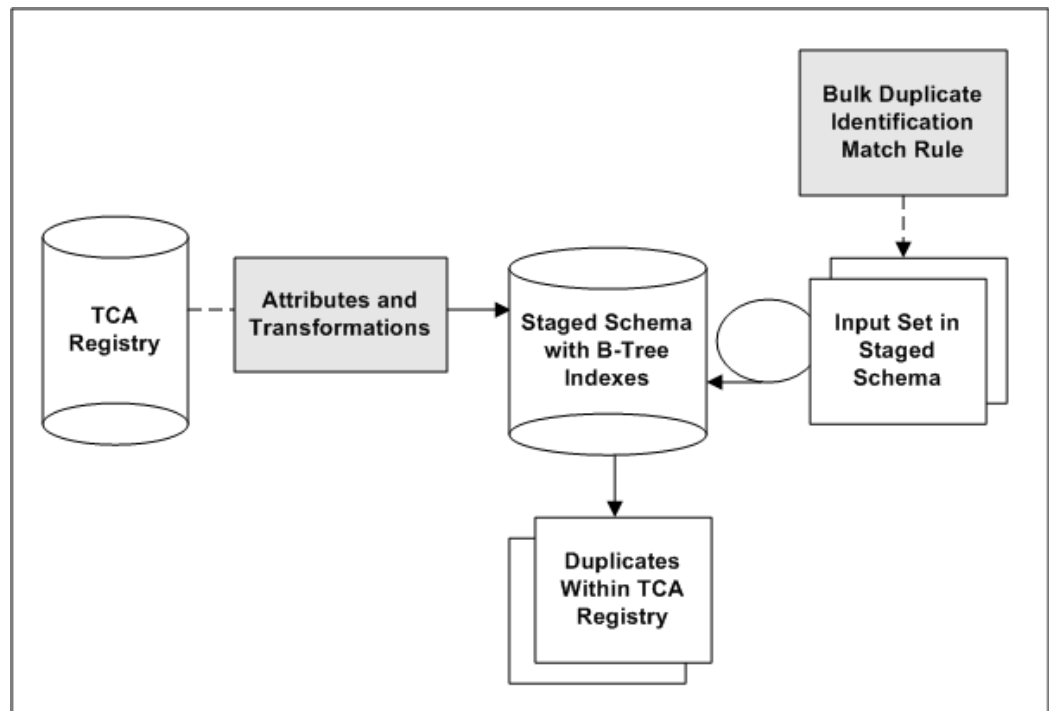 Bulk Duplicate
Identification
Match Rule
TCA
Registry
Attributes and
Transformations
Staged Schema
with B-Tree
Indexes
Input Set in
Staged
Schema
Duplicates
Within TCA
Registry